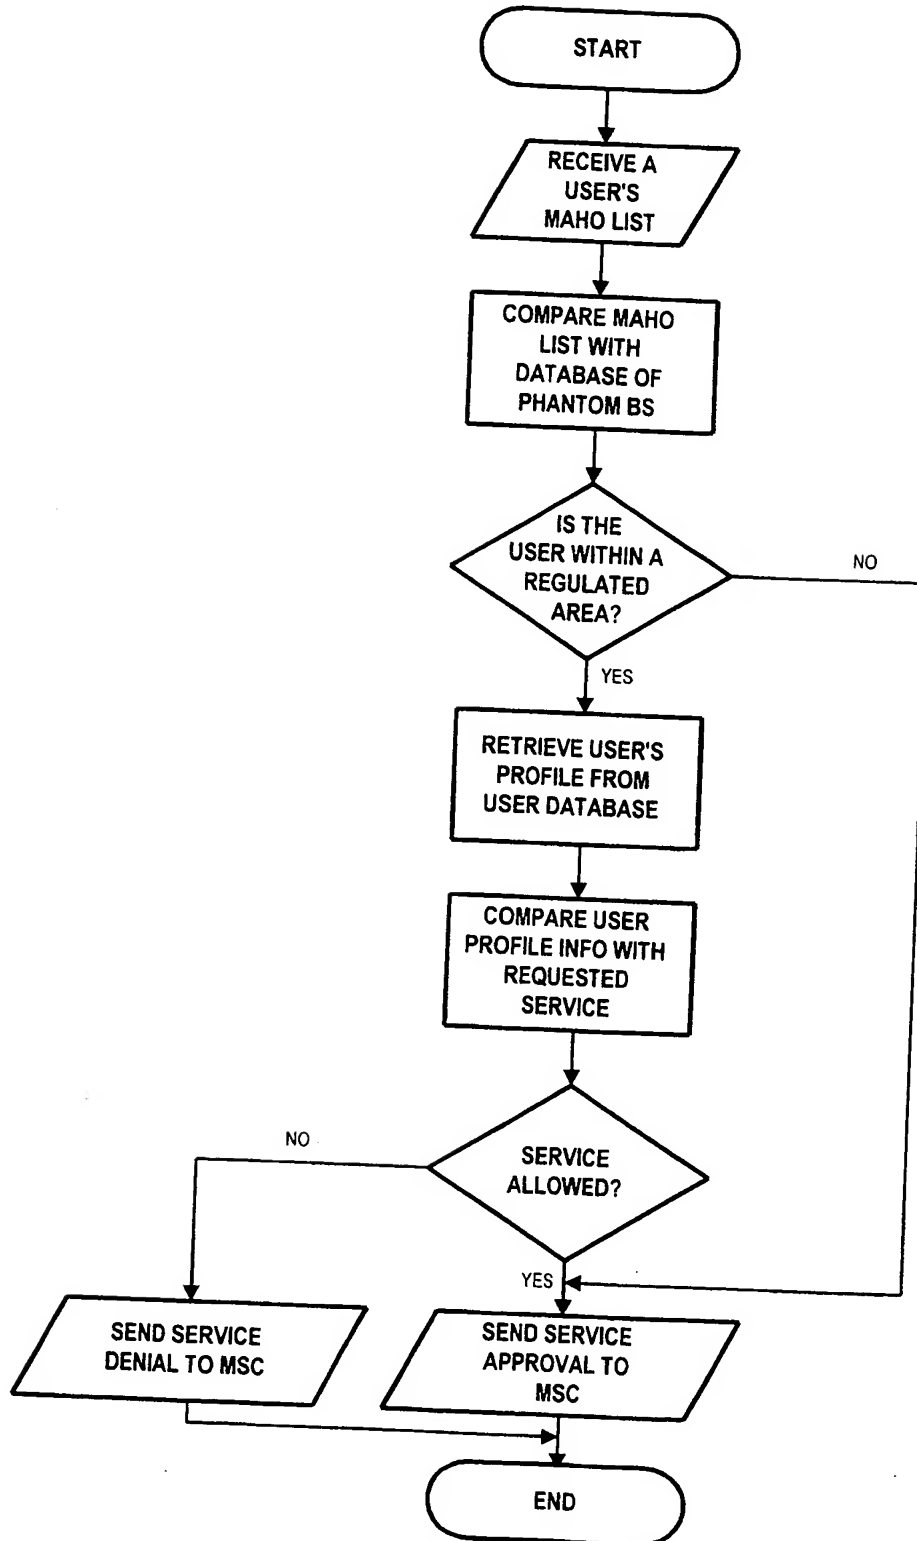 START
RECEIVE A
USER'S
MAHO LIST
COMPARE MAHO
LIST WITH
DATABASE OF
PHANTOM BS
IS THE
USER WITHIN A
REGULATED
AREA?
NO
YES
RETRIEVE USER'S
PROFILE FROM
USER DATABASE
COMPARE USER
PROFILE INFO WITH
REQUESTED
SERVICE
SERVICE
ALLOWED?
NO
YES
SEND SERVICE
DENIAL TO MSC
SEND SERVICE
APPROVAL TO
MSC
END